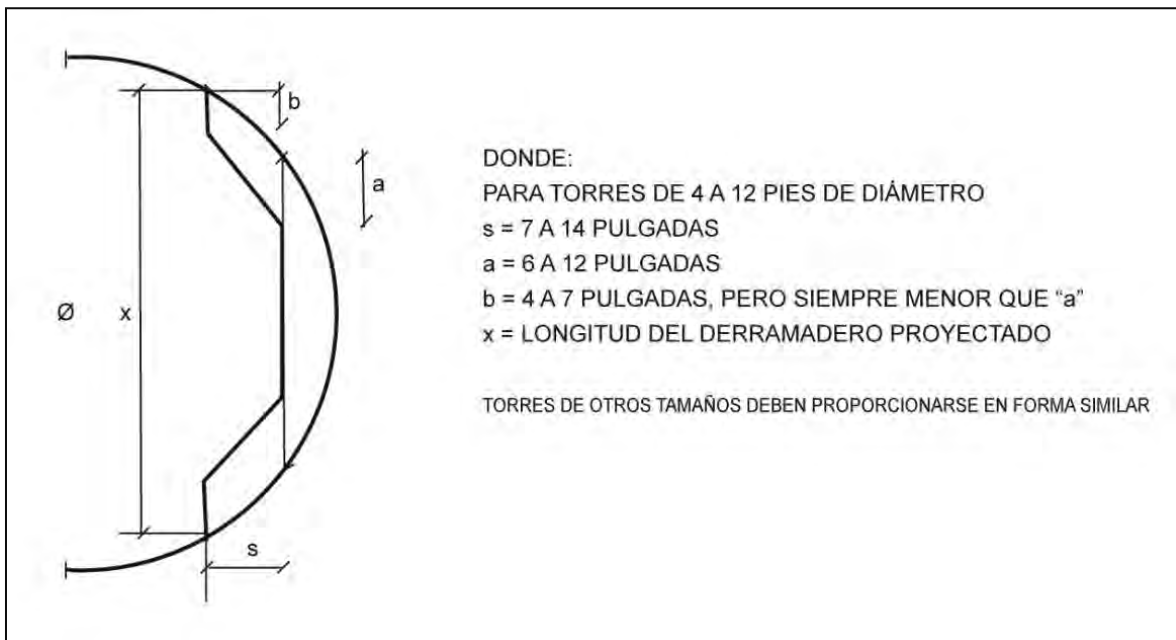 b
a
Ø
x
s
DONDE:
PARA TORRES DE 4 A 12 PIES DE DIÁMETRO
s = 7 A 14 PULGADAS
a = 6 A 12 PULGADAS
b = 4 A 7 PULGADAS, PERO SIEMPRE MENOR QUE “a”
x = LONGITUD DEL DERRAMADERO PROYECTADO
TORRES DE OTROS TAMAÑOS DEBEN PROPORCIONARSE EN FORMA SIMILAR